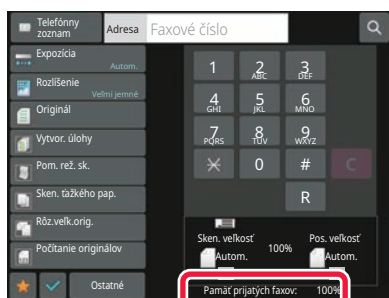 Telefónny
zoznam
Adresa
Faxové číslo
Expozícia
Autom.
Rozlíšenie
Veľmi jemné
Originál
Vytvor. úlohy
Pom. rež. sk.
Sken. ťažkého pap.
Rôz.veľk.orig.
Počítanie originálov
Ostatné
1
2
ABC
3
DEF
4
GHI
5
JKL
6
MNO
7
PQRS
8
TUV
9
WXYZ
0
#
C
R
Sken. veľkosť
Autom.
100%
Pos. veľkosť
Autom.
Pamäť prijatých faxov: 100%